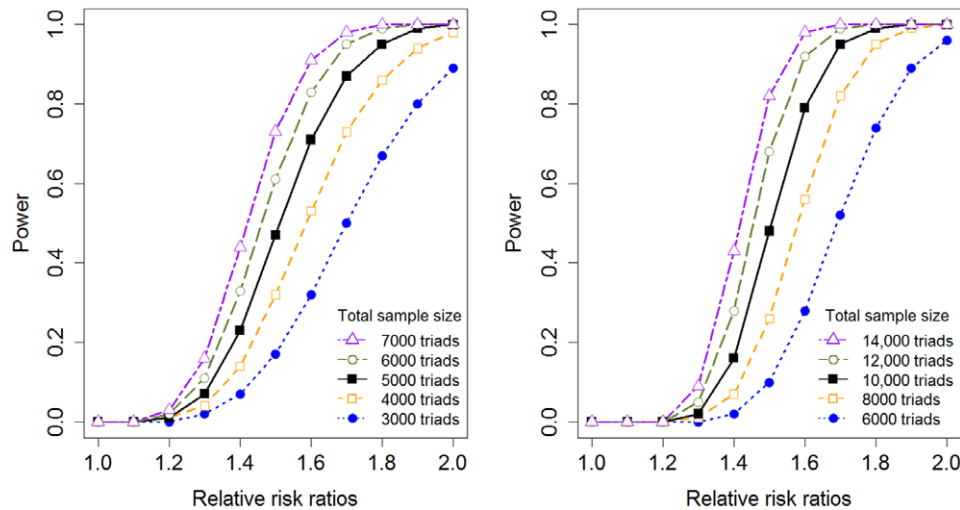 1.0
0.8
0.6
0.4
0.2
0.0
Power
1.0 1.2 1.4 1.6 1.8 2.0
Relative risk ratios
Total sample size
7000 triads
6000 triads
5000 triads
4000 triads
3000 triads
1.0
0.8
0.6
0.4
0.2
0.0
Power
1.0 1.2 1.4 1.6 1.8 2.0
Relative risk ratios
Total sample size
14,000 triads
12,000 triads
10,000 triads
8000 triads
6000 triads